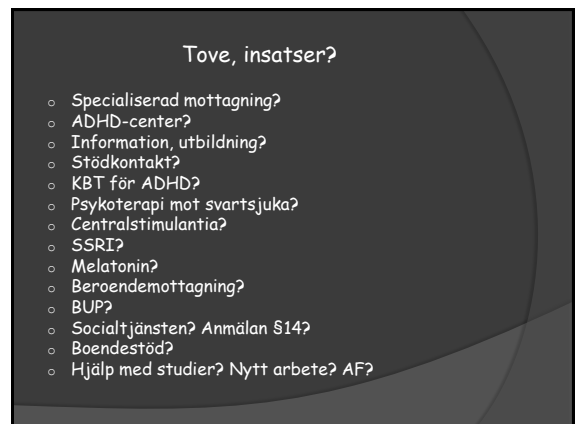 Tove, insatser?
Specialiserad mottagning?
ADHD-center?
Information, utbildning?
Stödkontakt?
KBT för ADHD?
Psykoterapi mot svartsjuka?
Centralstimulantia?
SSRI?
Melatonin?
Beroendemottagning?
BUP?
Socialtjänsten? Anmälan §14?
Boendestöd?
Hjälp med studier? Nytt arbete? AF?